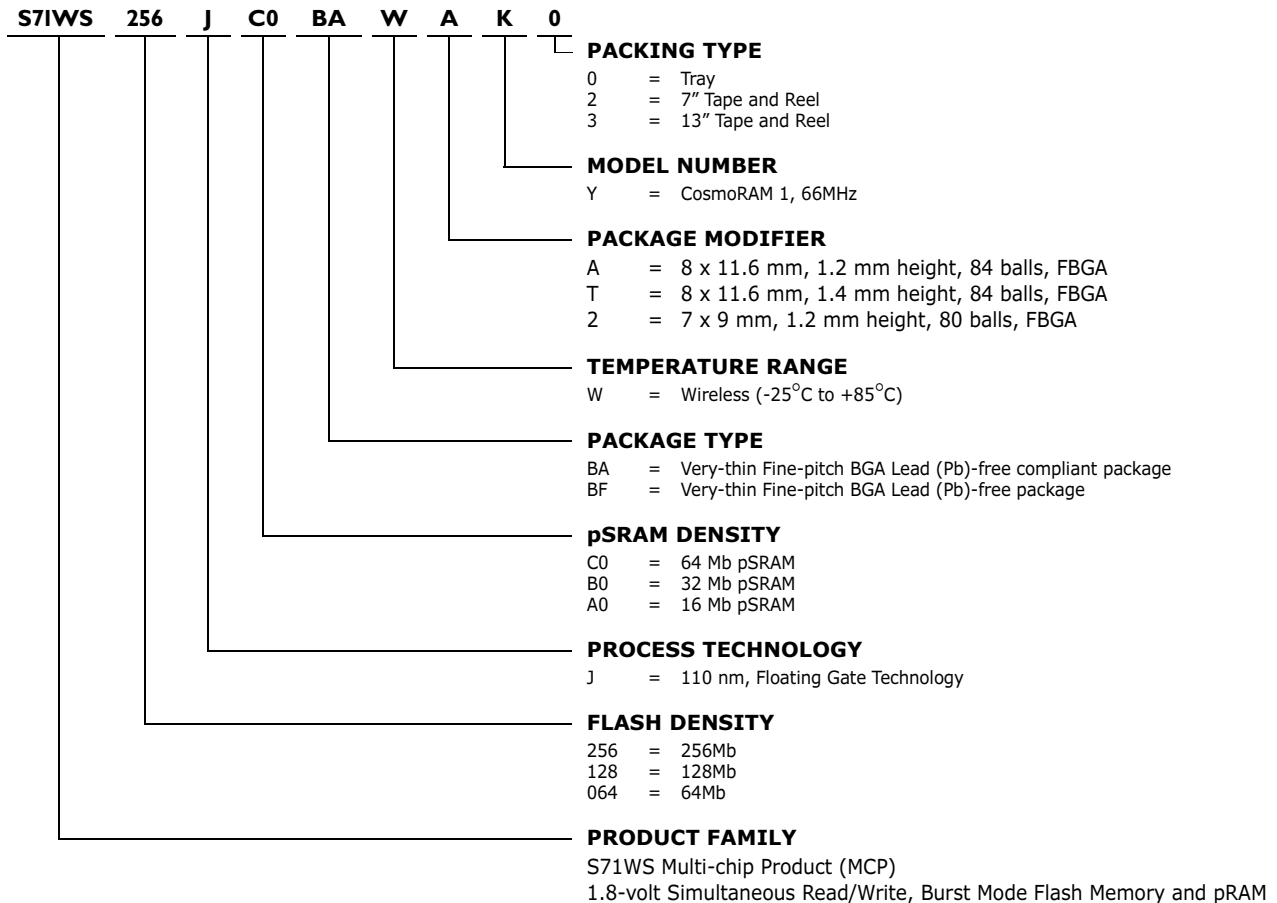 S71WS 256 J C0 BA W A K 0
PACKING TYPE
0 = Tray
2 = 7” Tape and Reel
3 = 13” Tape and Reel
MODEL NUMBER
Y = CosmoRAM 1, 66MHz
PACKAGE MODIFIER
A = 8 x 11.6 mm, 1.2 mm height, 84 balls, FBGA
T = 8 x 11.6 mm, 1.4 mm height, 84 balls, FBGA
2 = 7 x 9 mm, 1.2 mm height, 80 balls, FBGA
TEMPERATURE RANGE
W = Wireless (-25°C to +85°C)
PACKAGE TYPE
BA = Very-thin Fine-pitch BGA Lead (Pb)-free compliant package
BF = Very-thin Fine-pitch BGA Lead (Pb)-free package
pSRAM DENSITY
C0 = 64 Mb pSRAM
B0 = 32 Mb pSRAM
A0 = 16 Mb pSRAM
PROCESS TECHNOLOGY
J = 110 nm, Floating Gate Technology
FLASH DENSITY
256 = 256Mb
128 = 128Mb
064 = 64Mb
PRODUCT FAMILY
S71WS Multi-chip Product (MCP)
1.8-volt Simultaneous Read/Write, Burst Mode Flash Memory and pRAM